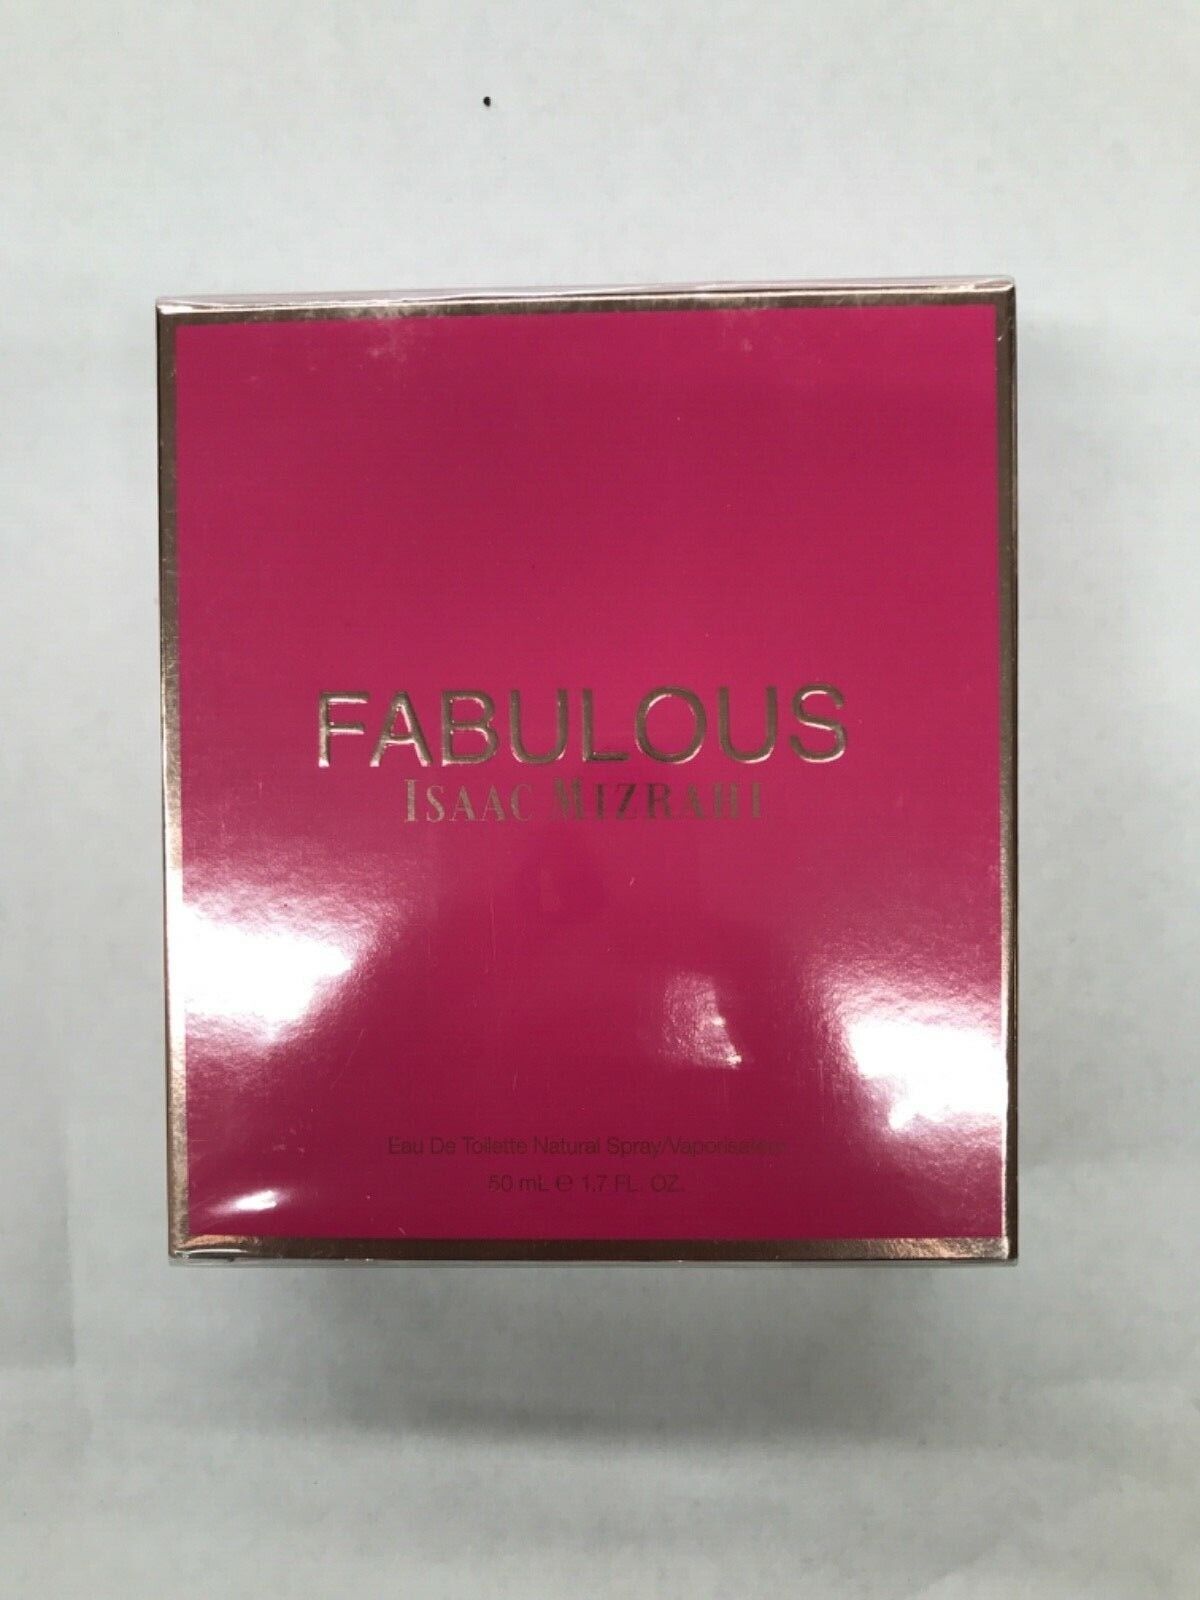 FABULOUS
ISAAC MIZRAHI
Eau De Toilette Natural Spray/Vaporisateur
50 mL ℮ 1.7 FL. OZ.